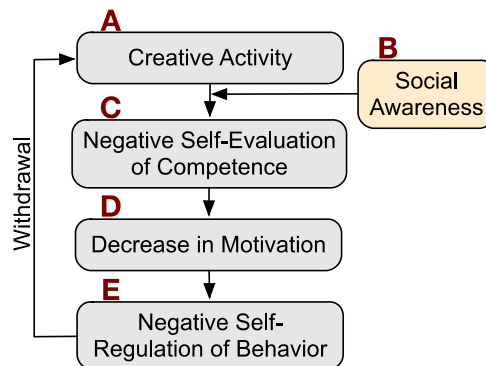 A
Creative Activity
B
Social
Awareness
C
Negative Self-Evaluation
of Competence
D
Decrease in Motivation
E
Negative Self-
Regulation of Behavior
Withdrawal